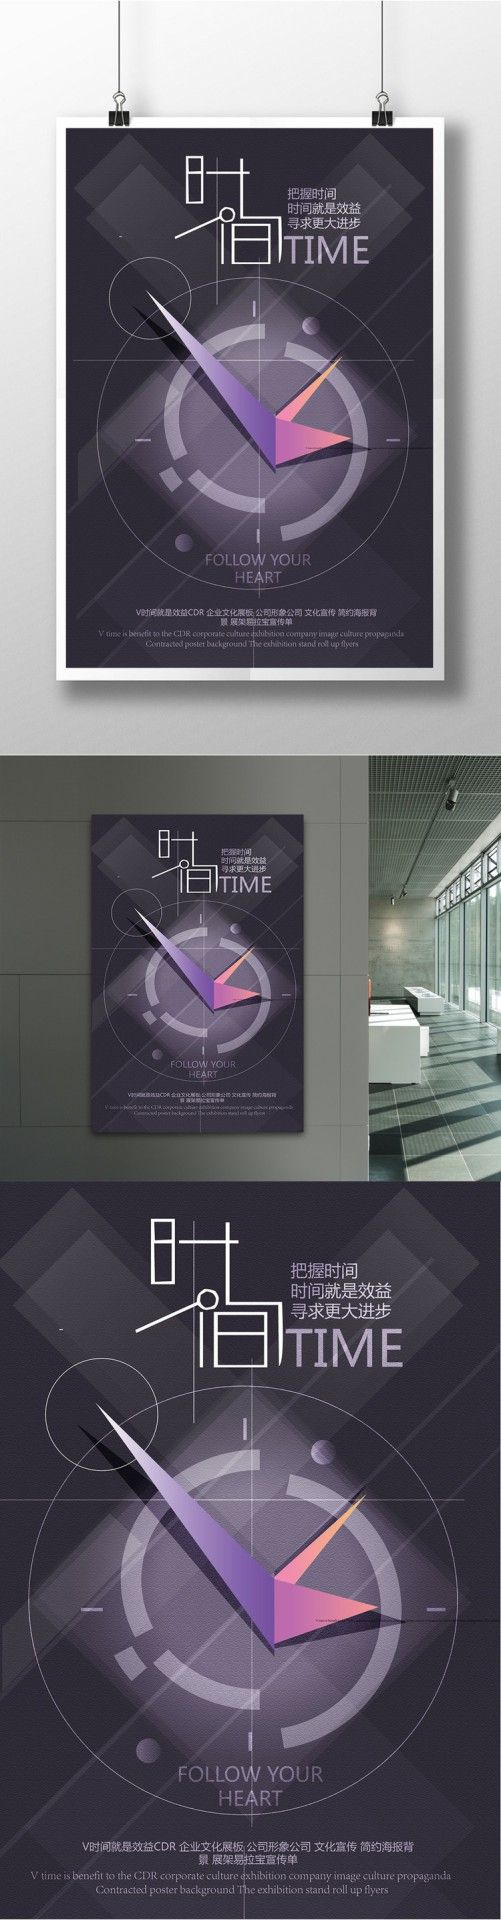 时间
把握时间
时间就是效益
寻求更大进步
TIME
FOLLOW YOUR
HEART
V时间就是效益CDR 企业文化展板 公司形象公司 文化宣传 简约海报背
景 展架易拉宝宣传单
V time is benefit to the CDR corporate culture exhibition company image culture propaganda
Contracted poster background The exhibition stand roll up flyers
时间
把握时间
时间就是效益
寻求更大进步
TIME
FOLLOW YOUR
HEART
V时间就是效益CDR 企业文化展板 公司形象公司 文化宣传 简约海报背
景 展架易拉宝宣传单
V time is benefit to the CDR corporate culture exhibition company image culture propaganda
Contracted poster background The exhibition stand roll up flyers
时间
把握时间
时间就是效益
寻求更大进步
TIME
FOLLOW YOUR
HEART
V时间就是效益CDR 企业文化展板 公司形象公司 文化宣传 简约海报背
景 展架易拉宝宣传单
V time is benefit to the CDR corporate culture exhibition company image culture propaganda
Contracted poster background The exhibition stand roll up flyers